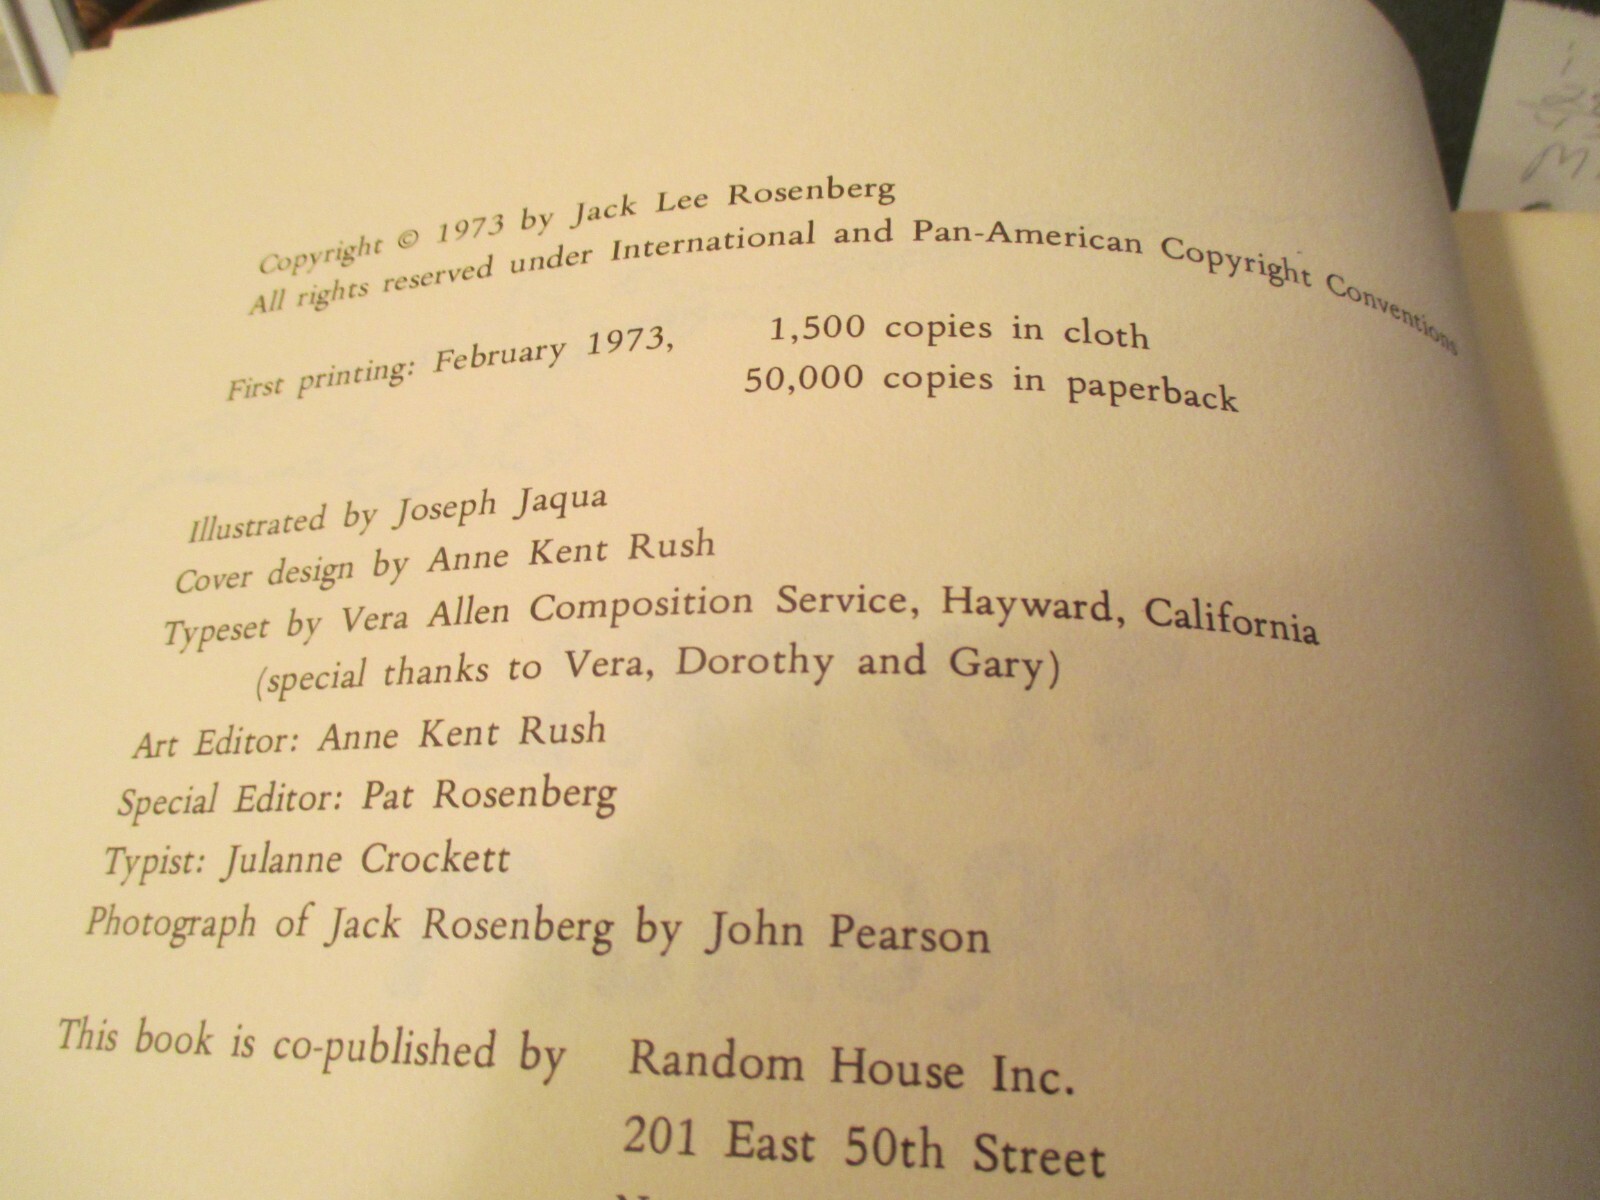 Copyright © 1973 by Jack Lee Rosenberg
All rights reserved under International and Pan-American Copyright Conventions
First printing: February 1973, 1,500 copies in cloth
50,000 copies in paperback
Illustrated by Joseph Jaqua
Cover design by Anne Kent Rush
Typeset by Vera Allen Composition Service, Hayward, California
(special thanks to Vera, Dorothy and Gary)
Art Editor: Anne Kent Rush
Special Editor: Pat Rosenberg
Typist: Julanne Crockett
Photograph of Jack Rosenberg by John Pearson
This book is co-published by Random House Inc.
201 East 50th Street